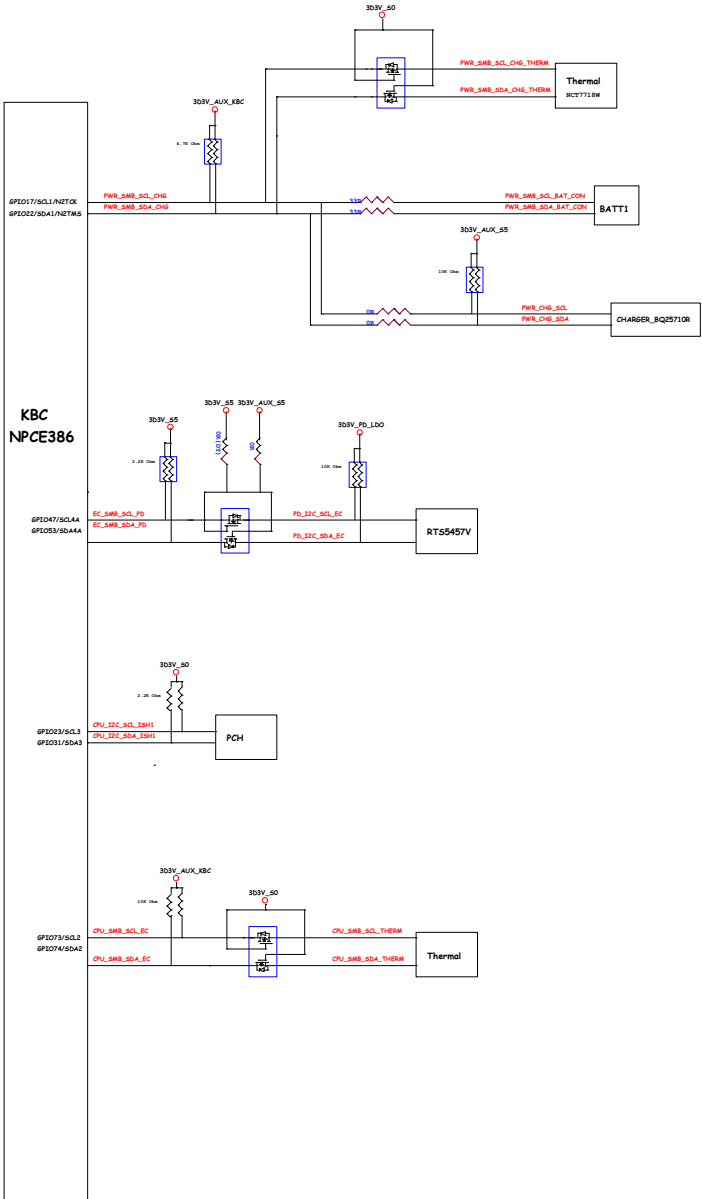 3D3V_S0
PWR_SMB_SCL_CHG_THERM
PWR_SMB_SDA_CHG_THERM
Thermal
NCT7718W
3D3V_AUX_KBC
4.7K Ohm
GPIO17/SCL1/N2TCK
PWR_SMB_SCL_CHG
33R
PWR_SMB_SCL_BAT_CON
GPIO22/SDA1/N2TMS
PWR_SMB_SDA_CHG
33R
PWR_SMB_SDA_BAT_CON
BATT1
3D3V_AUX_S5
10K Ohm
0R
PWR_CHG_SCL
0R
PWR_CHG_SDA
CHARGER_BQ25710R
KBC
NPCE386
3D3V_S5
2.2K Ohm
3D3V_S5
3D3V_AUX_S5
0R(DY)
0R
3D3V_PD_LDO
10K Ohm
GPIO47/SCL4A
EC_SMB_SCL_PD
PD_I2C_SCL_EC
GPIO53/SDA4A
EC_SMB_SDA_PD
PD_I2C_SDA_EC
RTS5457V
3D3V_S0
2.2K Ohm
GPIO23/SCL3
CPU_I2C_SCL_ISH1
GPIO31/SDA3
CPU_I2C_SDA_ISH1
PCH
3D3V_AUX_KBC
10K Ohm
3D3V_S0
GPIO73/SCL2
CPU_SMB_SCL_EC
CPU_SMB_SCL_THERM
GPIO74/SDA2
CPU_SMB_SDA_EC
CPU_SMB_SDA_THERM
Thermal